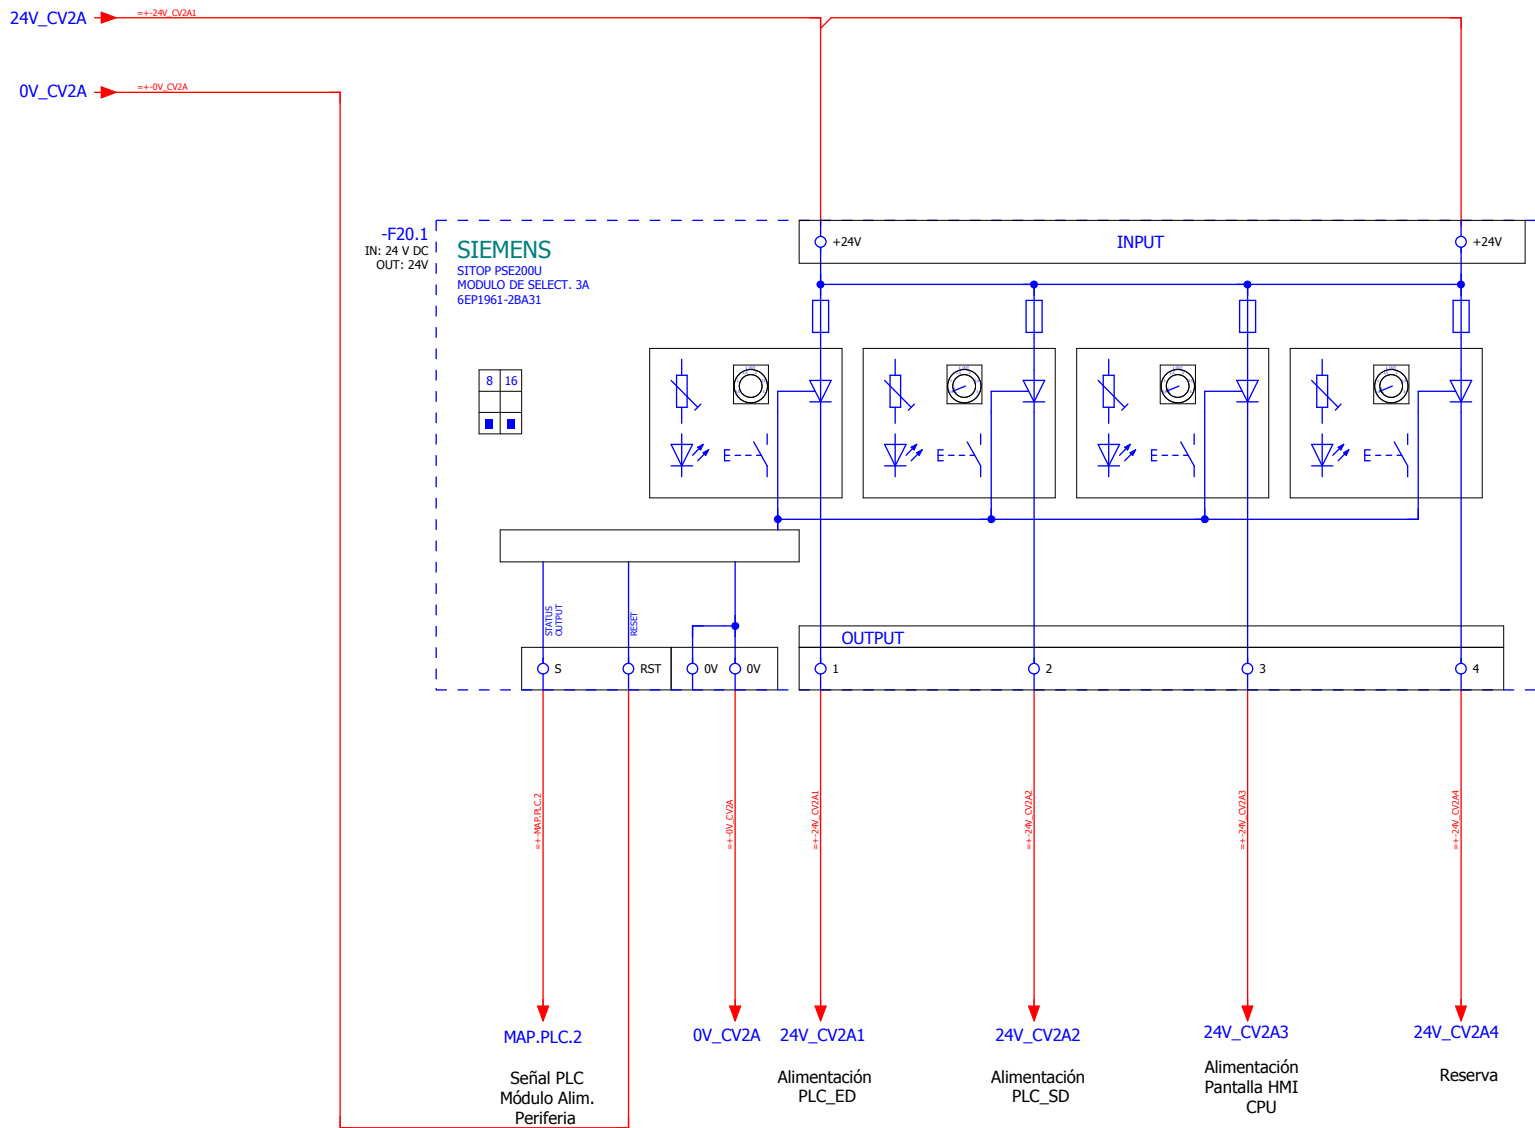 24V_CV2A
=+-24V_CV2A1
0V_CV2A
=+-0V_CV2A
-F20.1
IN: 24 V DC
OUT: 24V
SIEMENS
SITOP PSE200U
MODULO DE SELECT. 3A
6EP1961-2BA31
+24V
INPUT
+24V
8 16
E
E
E
E
STATUS
OUTPUT
RESET
OUTPUT
S
RST
0V
0V
1
2
3
4
=+-MAP.PLC.2
=+-0V_CV2A
=+-24V_CV2A1
=+-24V_CV2A2
=+-24V_CV2A3
=+-24V_CV2A4
MAP.PLC.2
0V_CV2A
24V_CV2A1
24V_CV2A2
24V_CV2A3
24V_CV2A4
Señal PLC
Módulo Alim.
Periferia
Alimentación
PLC_ED
Alimentación
PLC_SD
Alimentación
Pantalla HMI
CPU
Reserva